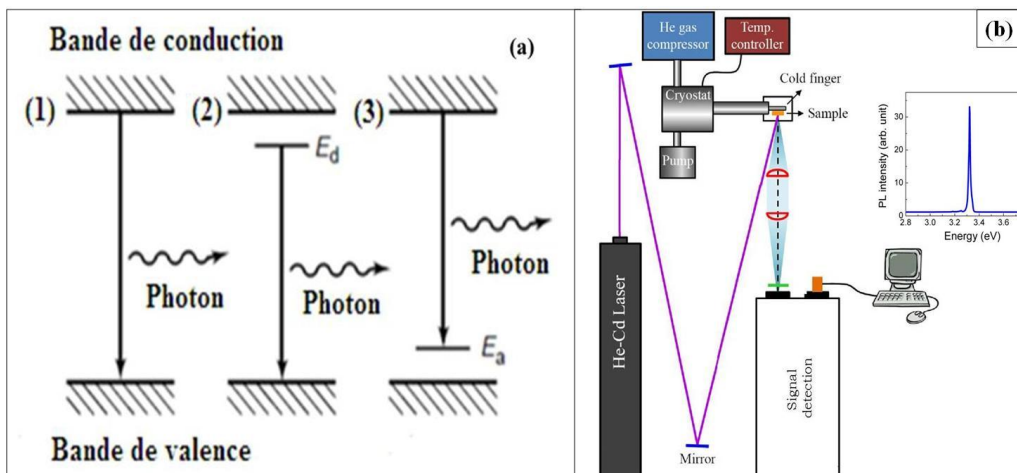 Bande de conduction
(a)
(1)
(2)
(3)
E_d
Photon
Photon
Photon
E_a
Bande de valence
(b)
He gas
compressor
Temp.
controller
Cryostat
Cold finger
Sample
Pump
He-Cd Laser
Mirror
Signal
detection
PL intensity (arb. unit)
30
20
10
0
2.8 3.0 3.2 3.4 3.6
Energy (eV)